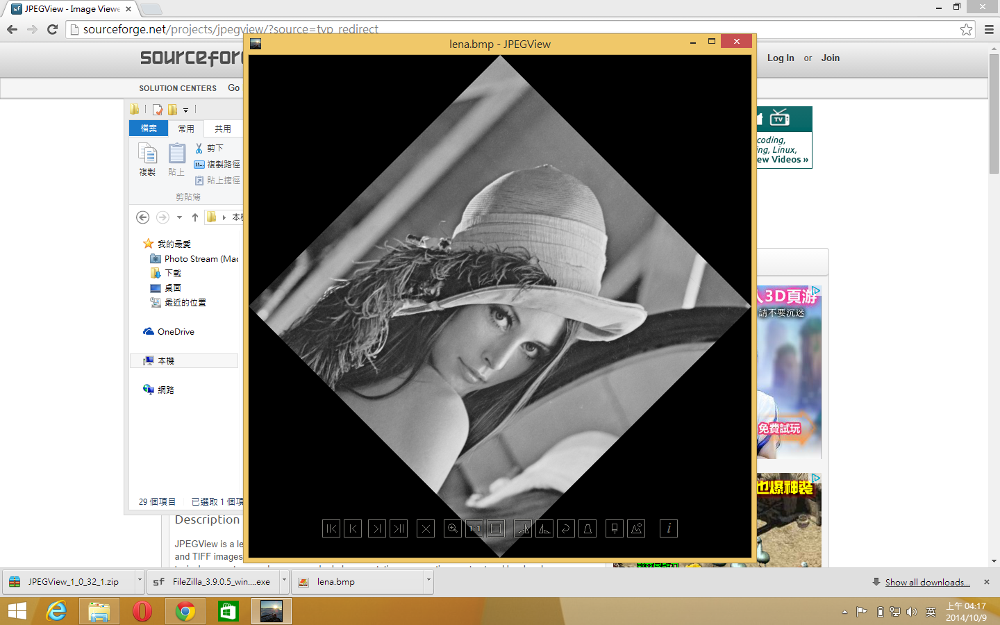 JPEGView - Image Viewe
sourceforge.net/projects/jpegview/?source=typ_redirect
lena.bmp - JPEGView
sourceforg
Log In or Join
SOLUTION CENTERS Go
檔案 常用 共用
TV
剪下
coding,
複製路徑
ing, Linux,
ew Videos »
複製 貼上
貼上捷徑
剪貼簿
本機
我的最愛
Photo Stream (Mac
下載
桌面
人3D頁游
最近的位置
請不要沉迷
OneDrive
本機
網路
免費試玩
也爆神裝
29 個項目 已選取 1 個項
Description
1:1
i
JPEGView is a le
and TIFF images
JPEGView_1_0_32_1.zip
sf FileZilla_3.9.0.5_win....exe
lena.bmp
Show all downloads...
英
上午 04:17
2014/10/9